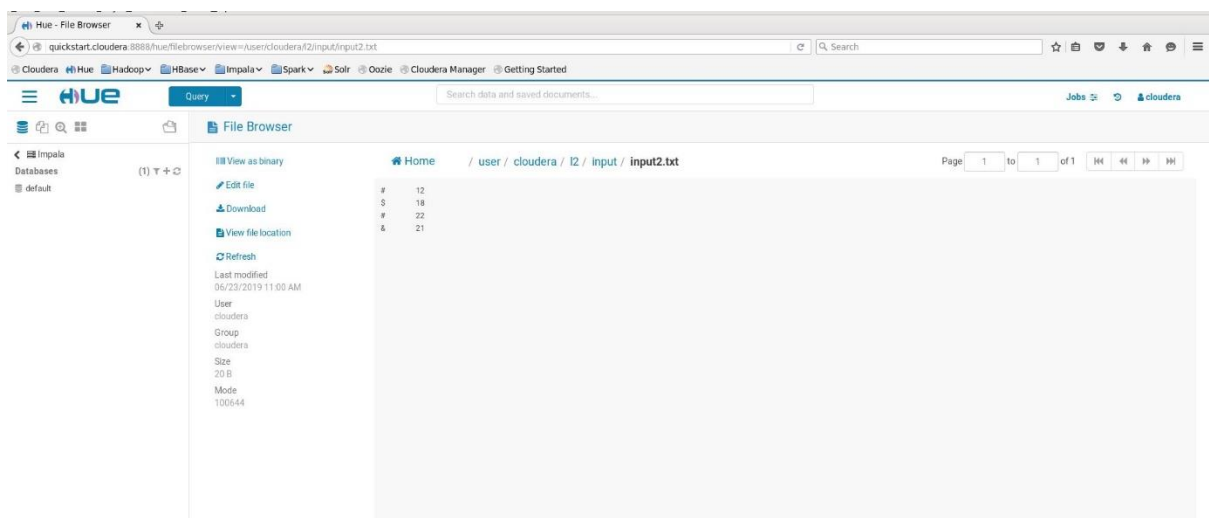 Hue - File Browser
quickstart.cloudera:8888/hue/filebrowser/view=/user/cloudera/l2/input/input2.txt
Search
Cloudera Hue Hadoop HBase Impala Spark Solr Oozie Cloudera Manager Getting Started
HUE Query Search data and saved documents... Jobs cloudera
File Browser
Impala
Databases (1)
default
View as binary
Edit file
Download
View file location
Refresh
Last modified
06/23/2019 11:00 AM
User
cloudera
Group
cloudera
Size
20 B
Mode
100644
Home / user / cloudera / l2 / input / input2.txt
Page 1 to 1 of 1
# 12
$ 18
# 22
& 21